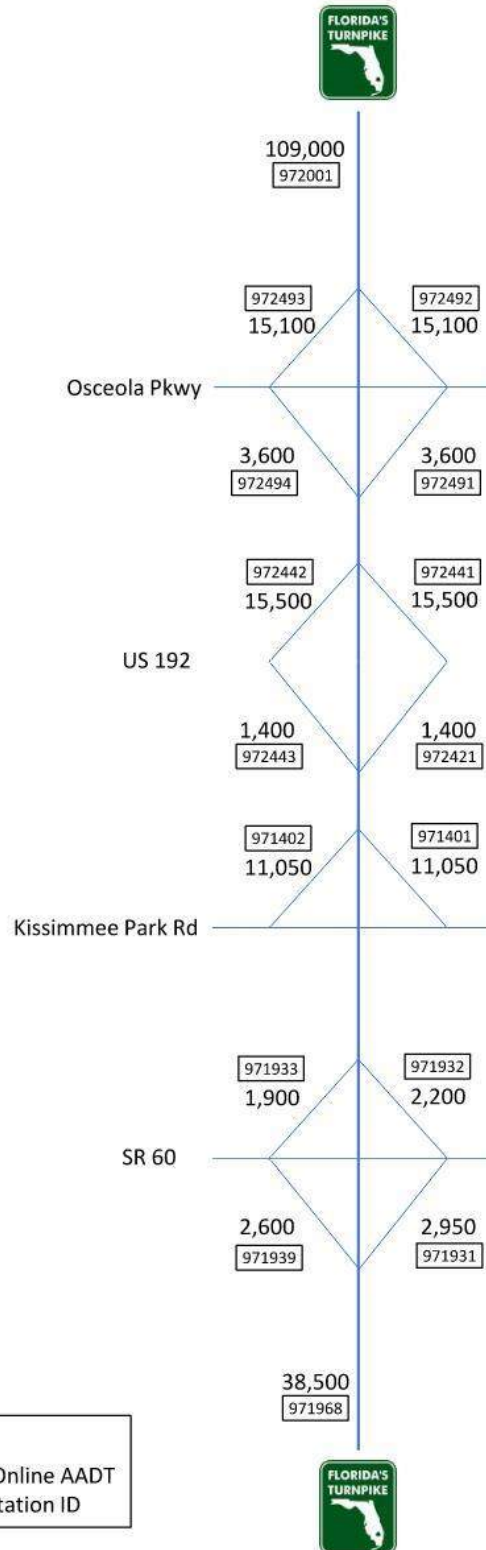 FLORIDA'S
TURNPIKE
109,000
972001
972493 972492
15,100 15,100
Osceola Pkwy
3,600 3,600
972494 972491
972442 972441
15,500 15,500
US 192
1,400 1,400
972443 972421
971402 971401
11,050 11,050
Kissimmee Park Rd
971933 971932
1,900 2,200
SR 60
2,600 2,950
971939 971931
38,500
971968
Online AADT
tation ID
FLORIDA'S
TURNPIKE